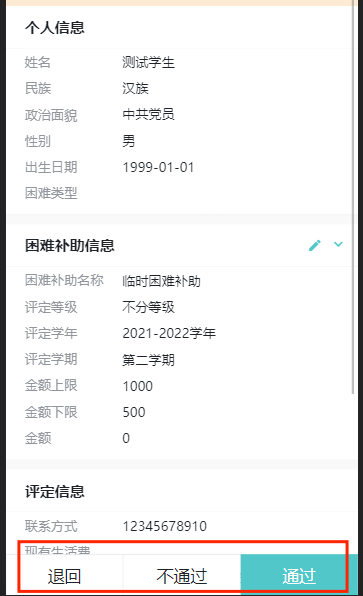 个人信息
姓名 测试学生
民族 汉族
政治面貌 中共党员
性别 男
出生日期 1999-01-01
困难类型
困难补助信息
困难补助名称 临时困难补助
评定等级 不分等级
评定学年 2021-2022学年
评定学期 第二学期
金额上限 1000
金额下限 500
金额 0
评定信息
联系方式 12345678910
现有生活费
退回 不通过 通过